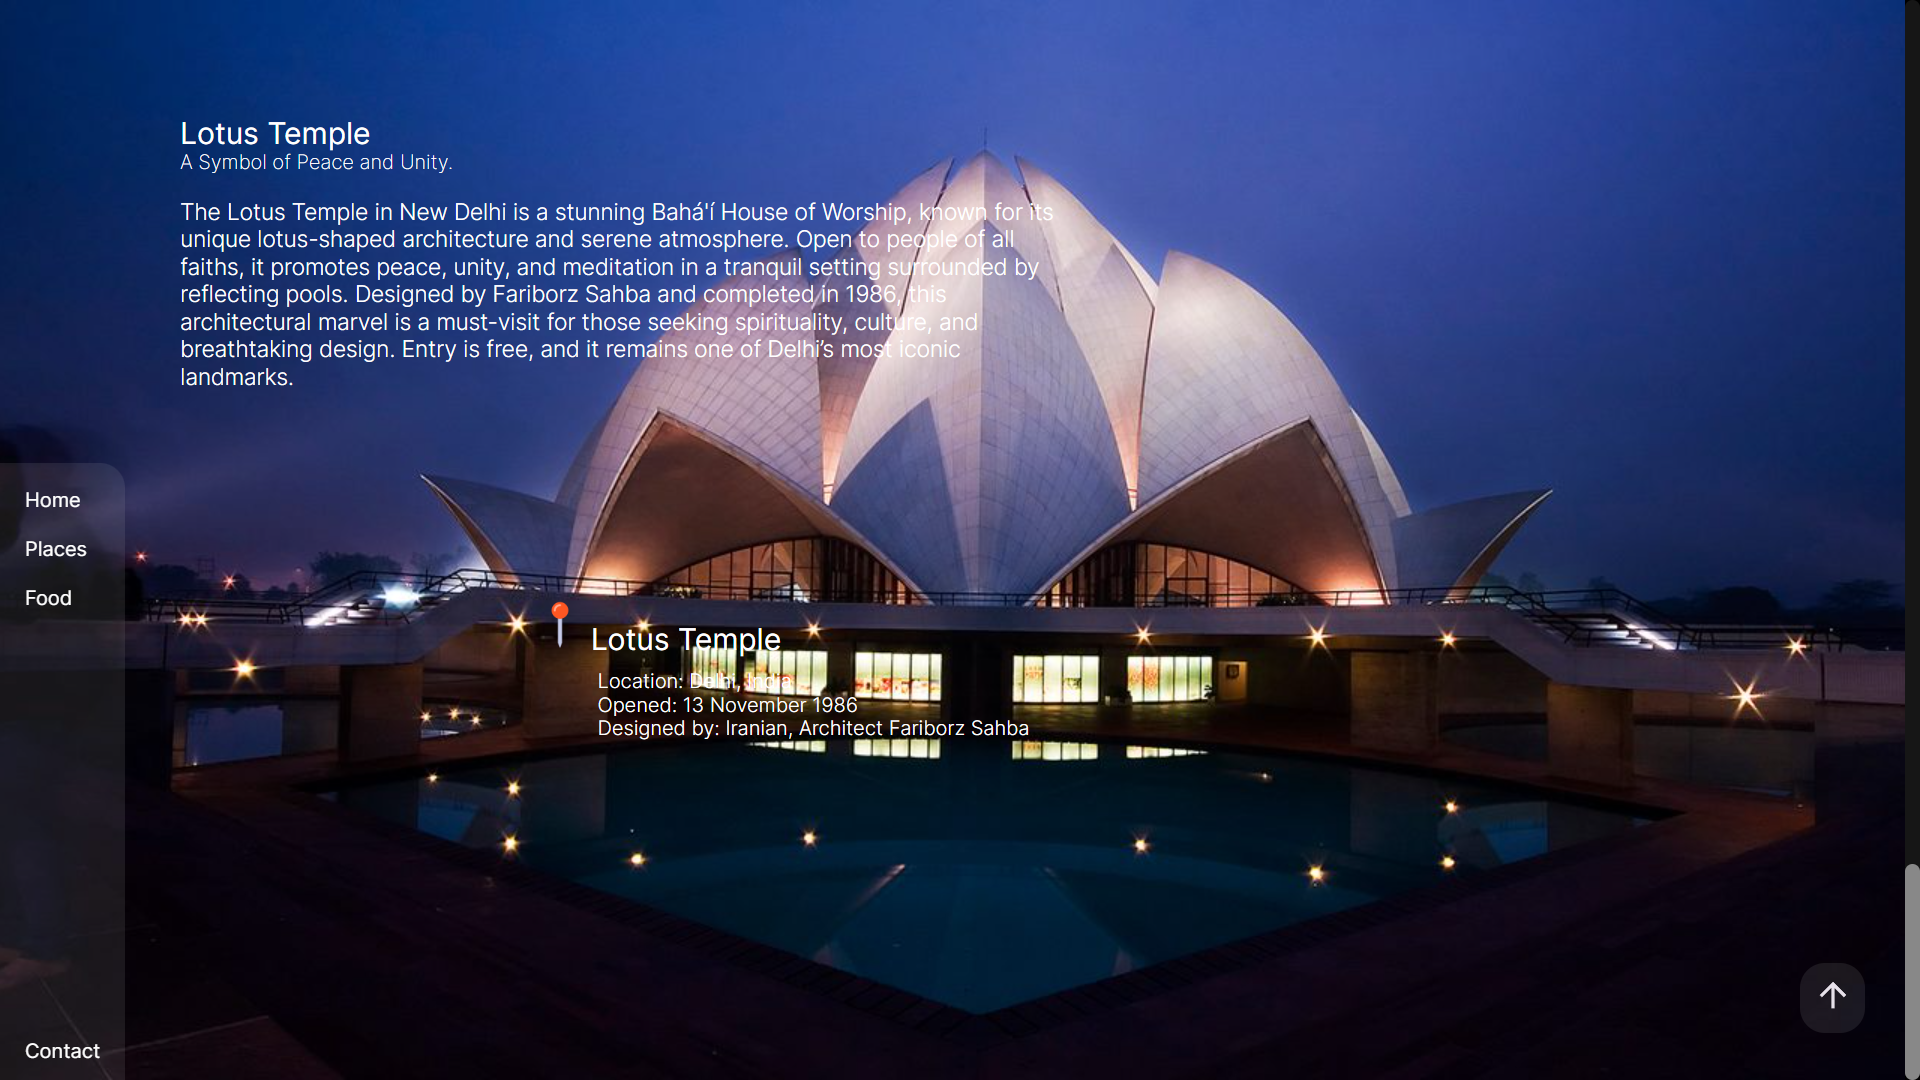 Lotus Temple
A Symbol of Peace and Unity.
The Lotus Temple in New Delhi is a stunning Bahá'í House of Worship, known for its
unique lotus-shaped architecture and serene atmosphere. Open to people of all
faiths, it promotes peace, unity, and meditation in a tranquil setting surrounded by
reflecting pools. Designed by Fariborz Sahba and completed in 1986, this
architectural marvel is a must-visit for those seeking spirituality, culture, and
breathtaking design. Entry is free, and it remains one of Delhi’s most iconic
landmarks.
Home
Places
Food
Lotus Temple
Location: Delhi, India
Opened: 13 November 1986
Designed by: Iranian, Architect Fariborz Sahba
Contact